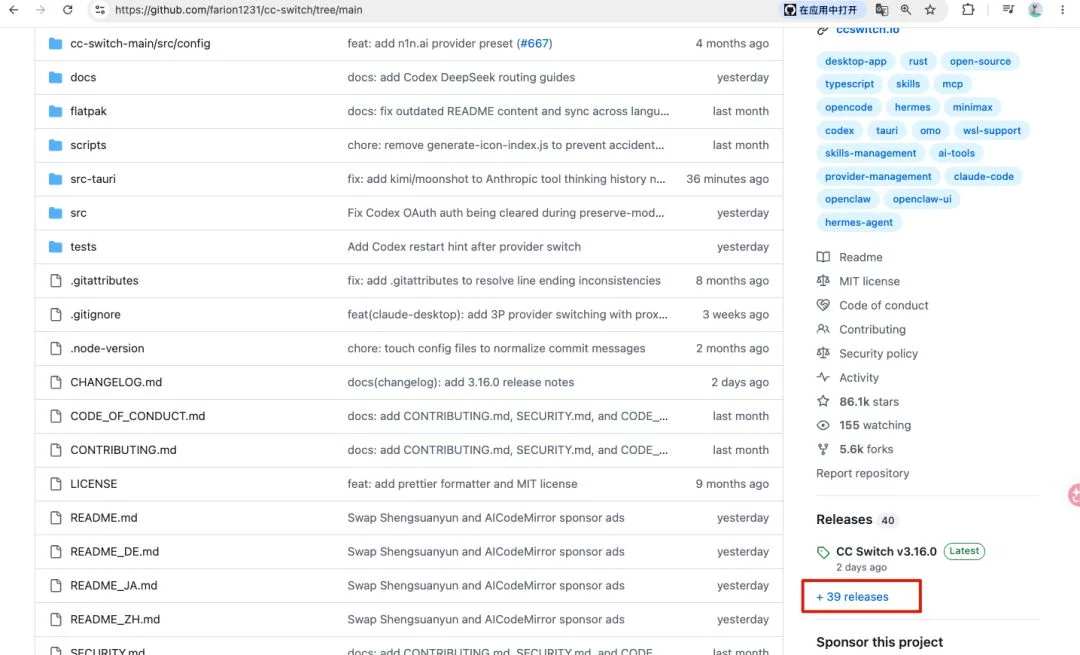 https://github.com/farion1231/cc-switch/tree/main
在应用中打开
cc-switch-main/src/config feat: add n1n.ai provider preset (#667) 4 months ago
docs docs: add Codex DeepSeek routing guides yesterday
flatpak docs: fix outdated README content and sync across langu... last month
scripts chore: remove generate-icon-index.js to prevent accident... last month
src-tauri fix: add kimi/moonshot to Anthropic tool thinking history n... 36 minutes ago
src Fix Codex OAuth auth being cleared during preserve-mod... yesterday
tests Add Codex restart hint after provider switch yesterday
.gitattributes fix: add .gitattributes to resolve line ending inconsistencies 8 months ago
.gitignore feat(claude-desktop): add 3P provider switching with prox... 3 weeks ago
.node-version chore: touch config files to normalize commit messages 2 months ago
CHANGELOG.md docs(changelog): add 3.16.0 release notes 2 days ago
CODE_OF_CONDUCT.md docs: add CONTRIBUTING.md, SECURITY.md, and CODE_... last month
CONTRIBUTING.md docs: add CONTRIBUTING.md, SECURITY.md, and CODE_... last month
LICENSE feat: add prettier formatter and MIT license 9 months ago
README.md Swap Shengsuanyun and AICodeMirror sponsor ads yesterday
README_DE.md Swap Shengsuanyun and AICodeMirror sponsor ads yesterday
README_JA.md Swap Shengsuanyun and AICodeMirror sponsor ads yesterday
README_ZH.md Swap Shengsuanyun and AICodeMirror sponsor ads yesterday
SECURITY.md docs: add CONTRIBUTING.md, SECURITY.md, and CODE_... last month
ccswitch.io
desktop-app rust open-source
typescript skills mcp
opencode hermes minimax
codex tauri omo wsl-support
skills-management ai-tools
provider-management claude-code
openclaw openclaw-ui
hermes-agent
Readme
MIT license
Code of conduct
Contributing
Security policy
Activity
86.1k stars
155 watching
5.6k forks
Report repository
Releases 40
CC Switch v3.16.0 Latest
2 days ago
+ 39 releases
Sponsor this project